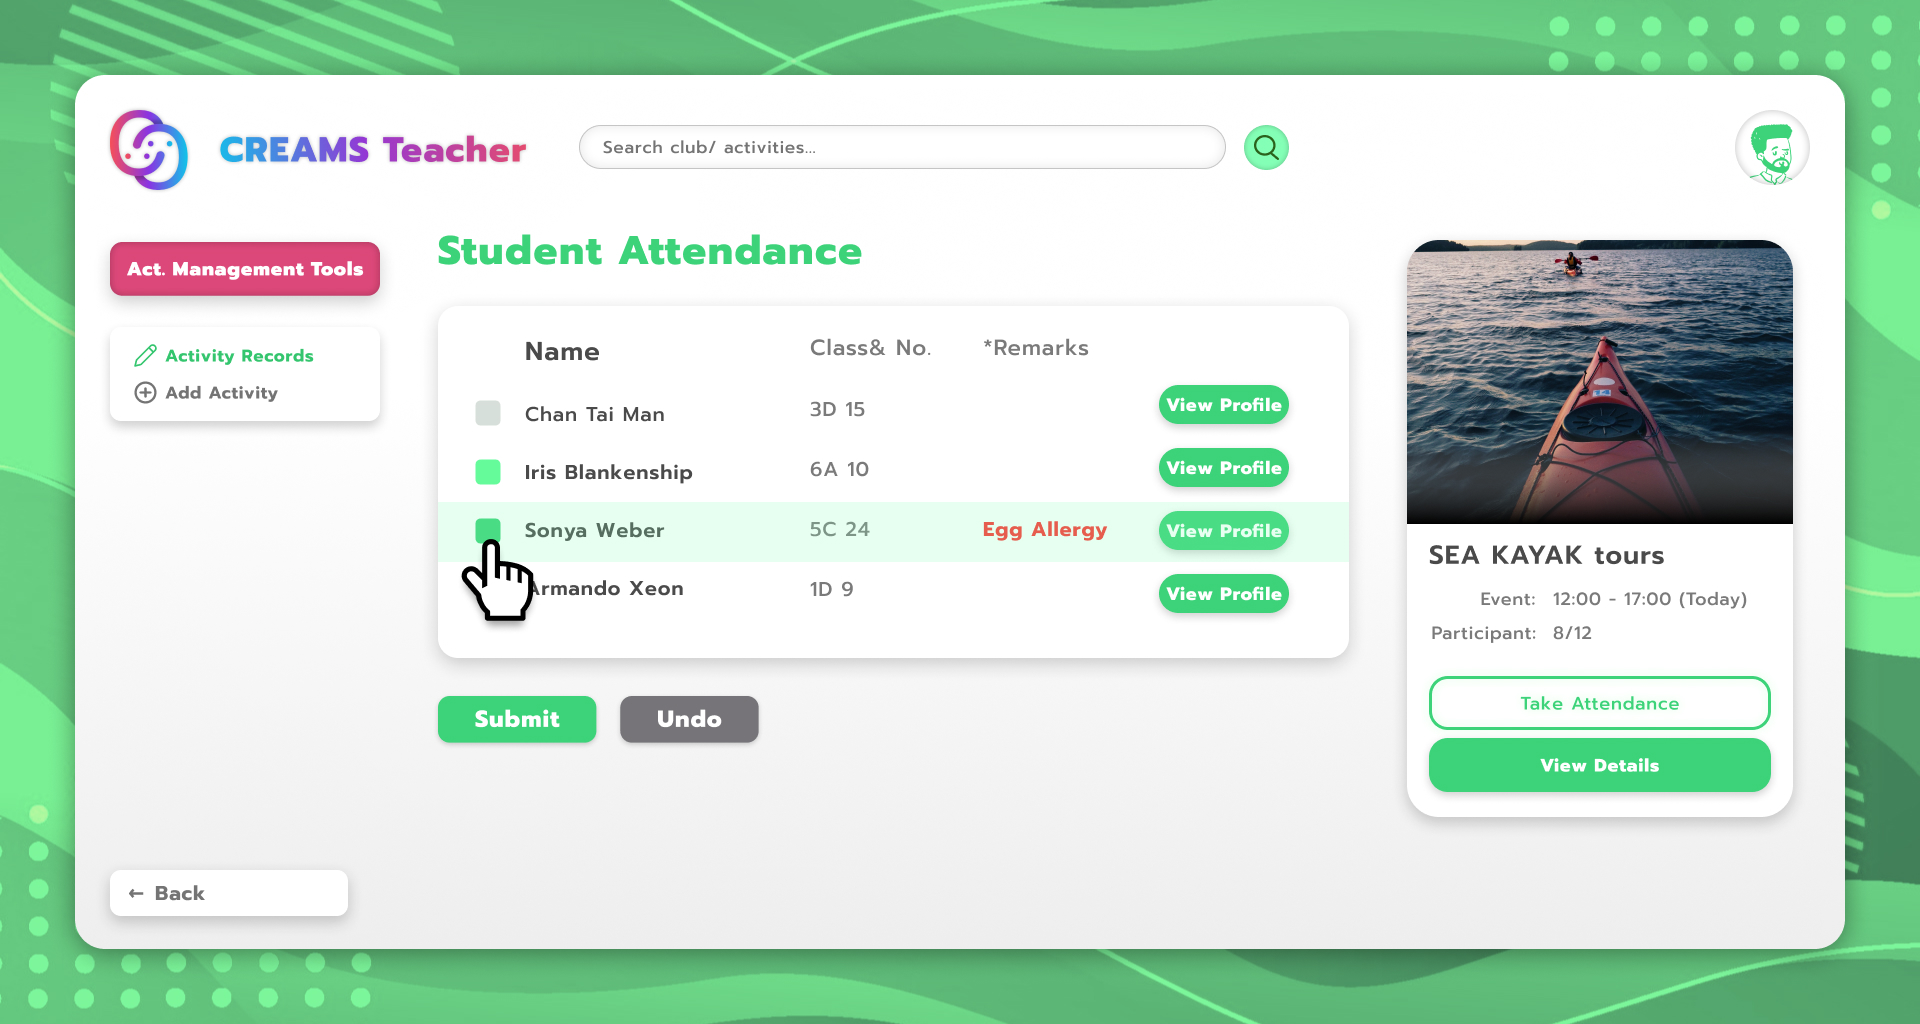 CREAMS Teacher
Search club/ activities...
Act. Management Tools
Activity Records
Add Activity
← Back
Student Attendance
Name Class& No. *Remarks
Chan Tai Man 3D 15 View Profile
Iris Blankenship 6A 10 View Profile
Sonya Weber 5C 24 Egg Allergy View Profile
Armando Xeon 1D 9 View Profile
Submit Undo
SEA KAYAK tours
Event: 12:00 - 17:00 (Today)
Participant: 8/12
Take Attendance
View Details